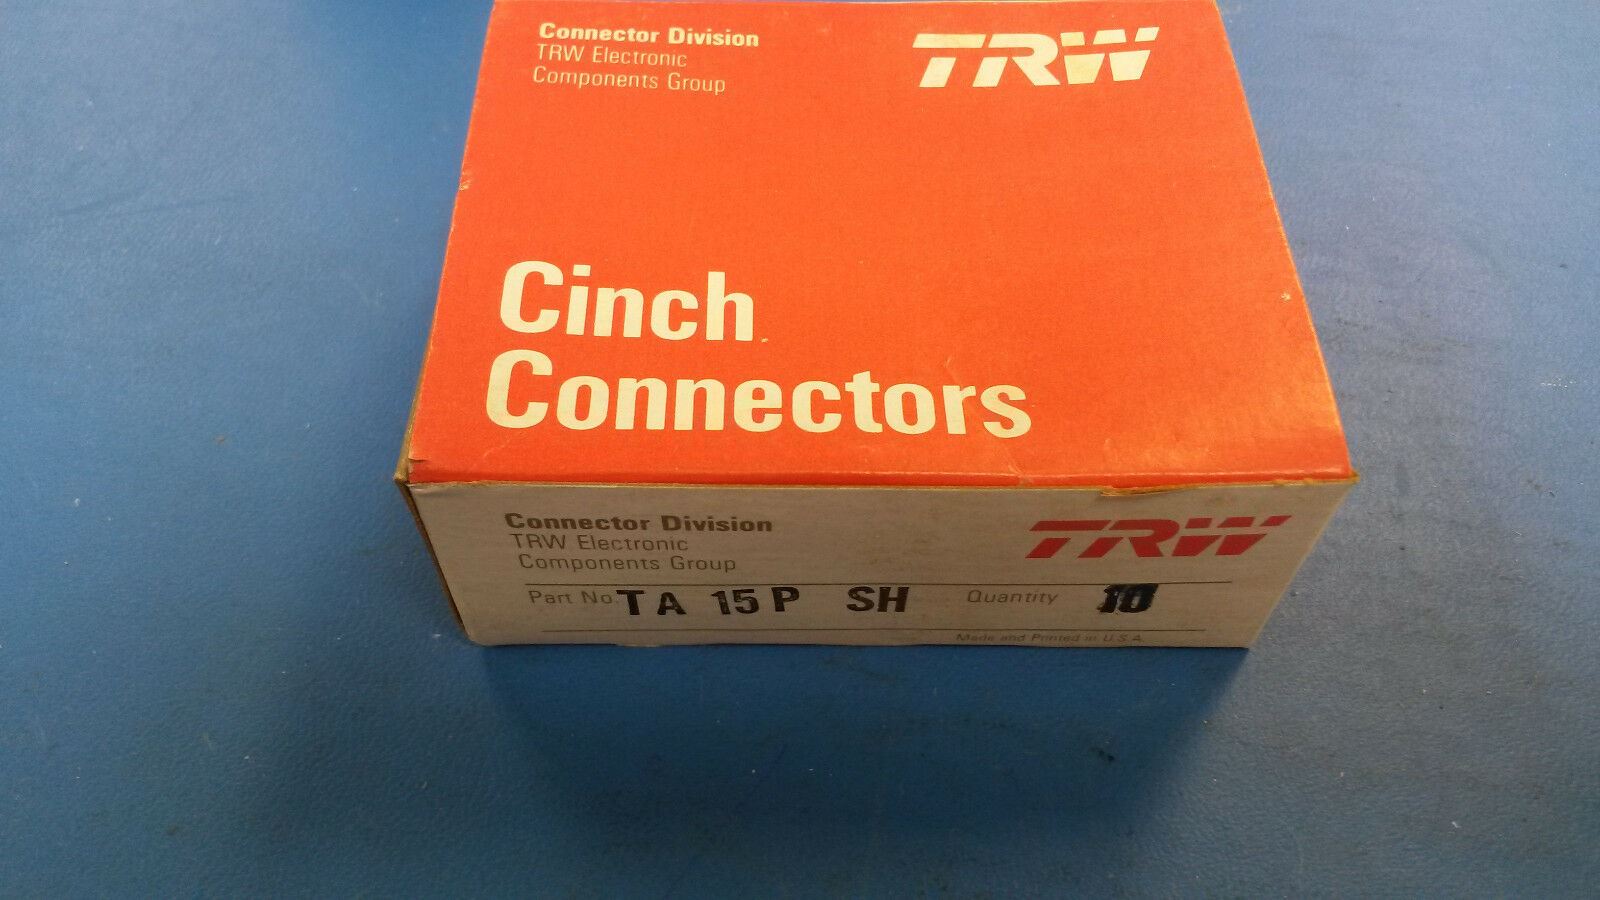 Connector Division
TRW Electronic
Components Group
TRW
Cinch
Connectors
Connector Division
TRW Electronic
Components Group
TRW
Part No. TA 15P SH Quantity 10
Made and Printed in U.S.A.